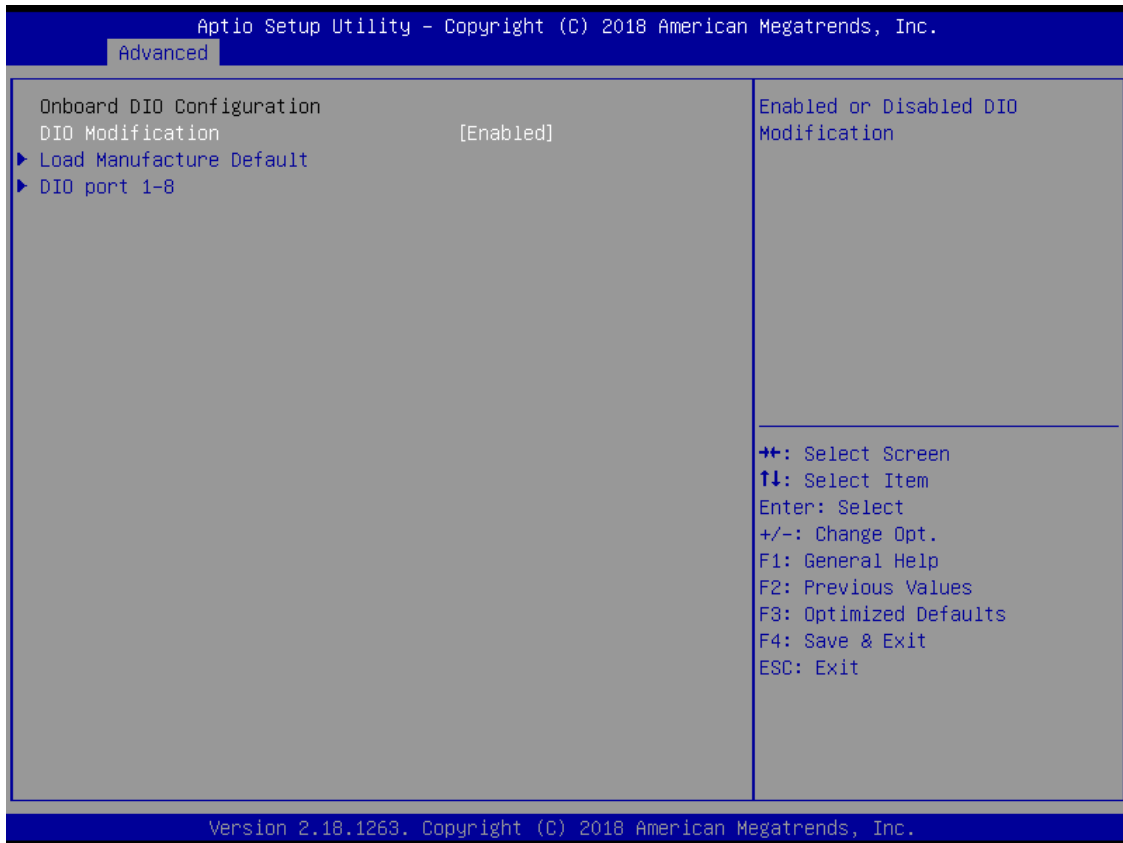 Aptio Setup Utility – Copyright (C) 2018 American Megatrends, Inc.
Advanced
Onboard DIO Configuration
DIO Modification [Enabled]
► Load Manufacture Default
► DIO port 1–8
Enabled or Disabled DIO
Modification
→←: Select Screen
↑↓: Select Item
Enter: Select
+/–: Change Opt.
F1: General Help
F2: Previous Values
F3: Optimized Defaults
F4: Save & Exit
ESC: Exit
Version 2.18.1263. Copyright (C) 2018 American Megatrends, Inc.